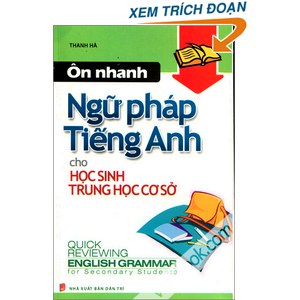 XEM TRÍCH ĐOẠN
THANH HÀ
Ôn nhanh
Ngữ pháp
Tiếng Anh
cho
HỌC SINH
TRUNG HỌC CƠ SỞ
QUICK
REVIEWING
ENGLISH GRAMMAR
for Secondary Students
NHÀ XUẤT BẢN DÂN TRÍ